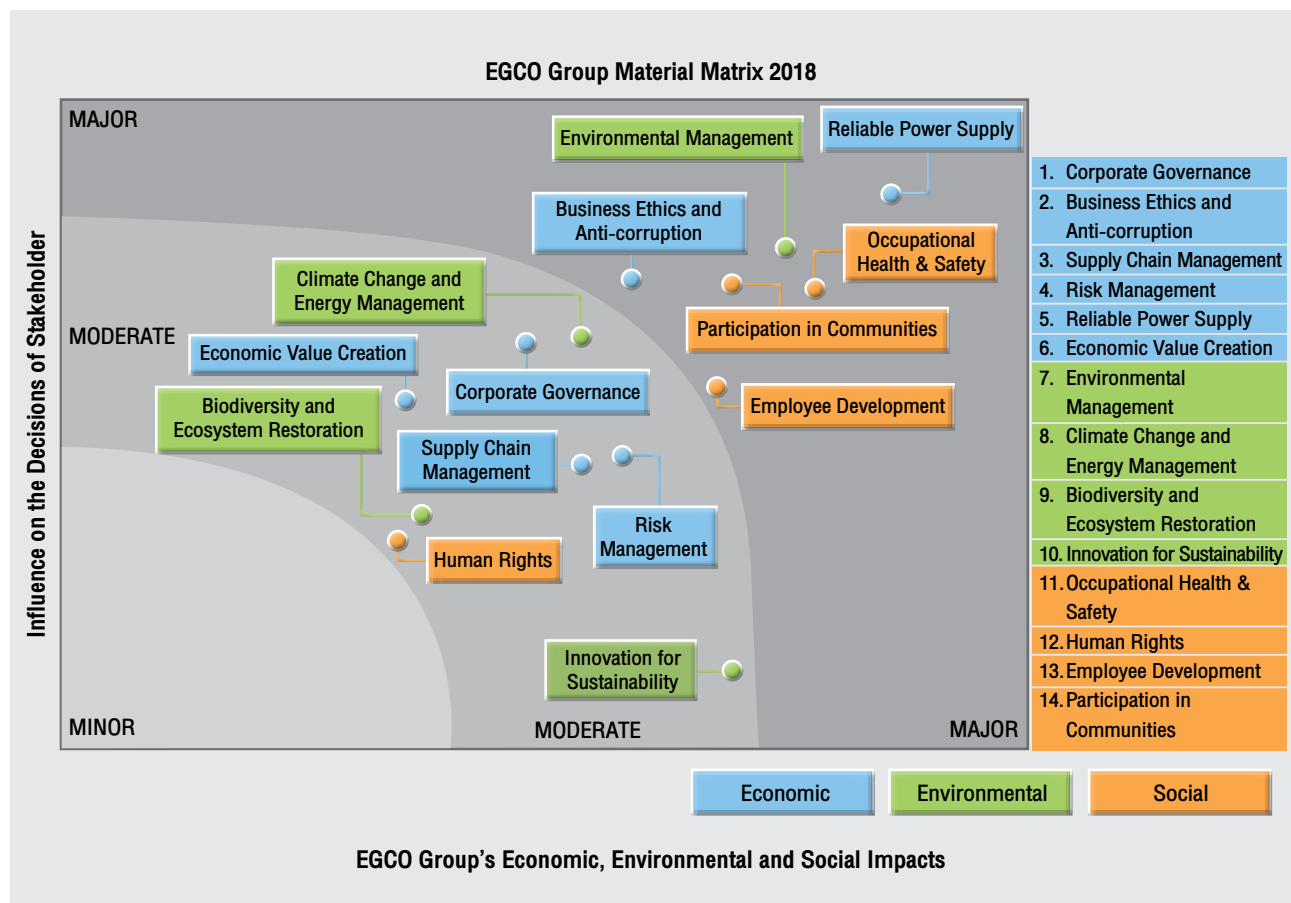 EGCO Group Material Matrix 2018
MAJOR
Environmental Management
Reliable Power Supply
Business Ethics and
Anti-corruption
Occupational
Health & Safety
Climate Change and
Energy Management
Participation in Communities
MODERATE
Economic Value Creation
Corporate Governance
Biodiversity and
Ecosystem Restoration
Employee Development
Supply Chain
Management
Risk
Management
Human Rights
Innovation for
Sustainability
MINOR
MODERATE
MAJOR
Influence on the Decisions of Stakeholder
1. Corporate Governance
2. Business Ethics and
Anti-corruption
3. Supply Chain Management
4. Risk Management
5. Reliable Power Supply
6. Economic Value Creation
7. Environmental
Management
8. Climate Change and
Energy Management
9. Biodiversity and
Ecosystem Restoration
10. Innovation for Sustainability
11. Occupational Health &
Safety
12. Human Rights
13. Employee Development
14. Participation in
Communities
Economic
Environmental
Social
EGCO Group's Economic, Environmental and Social Impacts